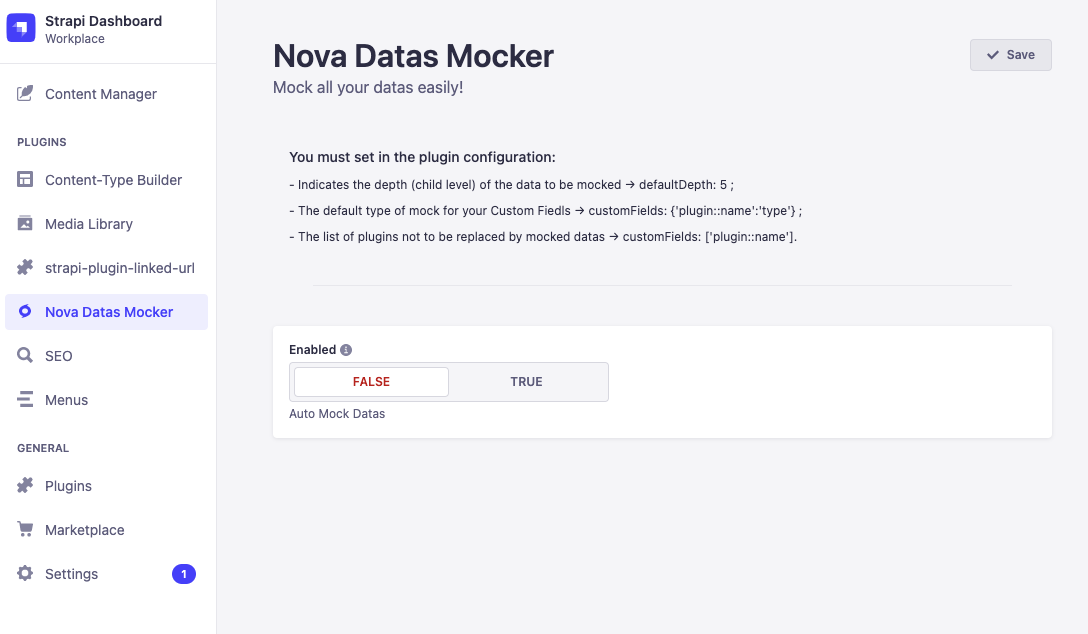 Strapi Dashboard
Workplace
Content Manager
PLUGINS
Content-Type Builder
Media Library
strapi-plugin-linked-url
Nova Datas Mocker
SEO
Menus
GENERAL
Plugins
Marketplace
Settings 1
Nova Datas Mocker
Save
Mock all your datas easily!
You must set in the plugin configuration:
- Indicates the depth (child level) of the data to be mocked → defaultDepth: 5 ;
- The default type of mock for your Custom Fiedls → customFields: {'plugin::name':'type'} ;
- The list of plugins not to be replaced by mocked datas → customFields: ['plugin::name'].
Enabled
FALSE TRUE
Auto Mock Datas